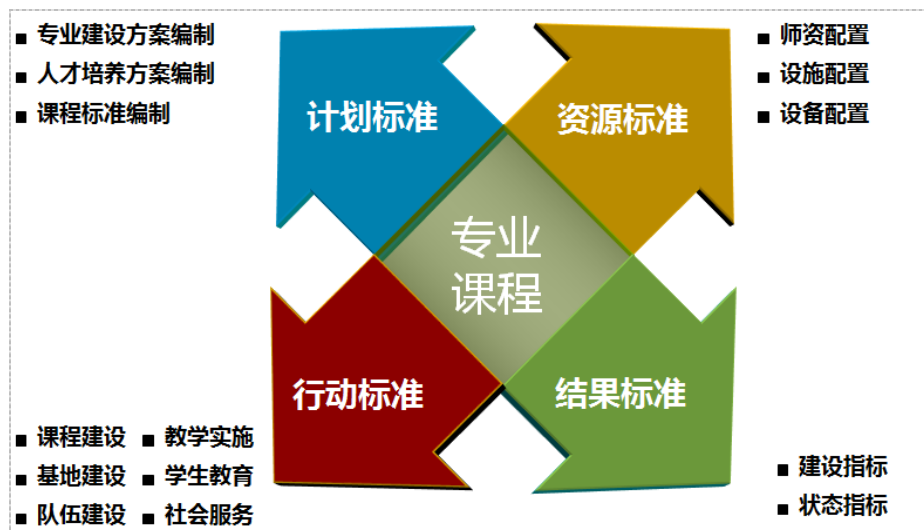 ■ 专业建设方案编制
■ 人才培养方案编制
■ 课程标准编制
计划标准
资源标准
■ 师资配置
■ 设施配置
■ 设备配置
专业
课程
行动标准
结果标准
■ 课程建设 ■ 教学实施
■ 基地建设 ■ 学生教育
■ 队伍建设 ■ 社会服务
■ 建设指标
■ 状态指标